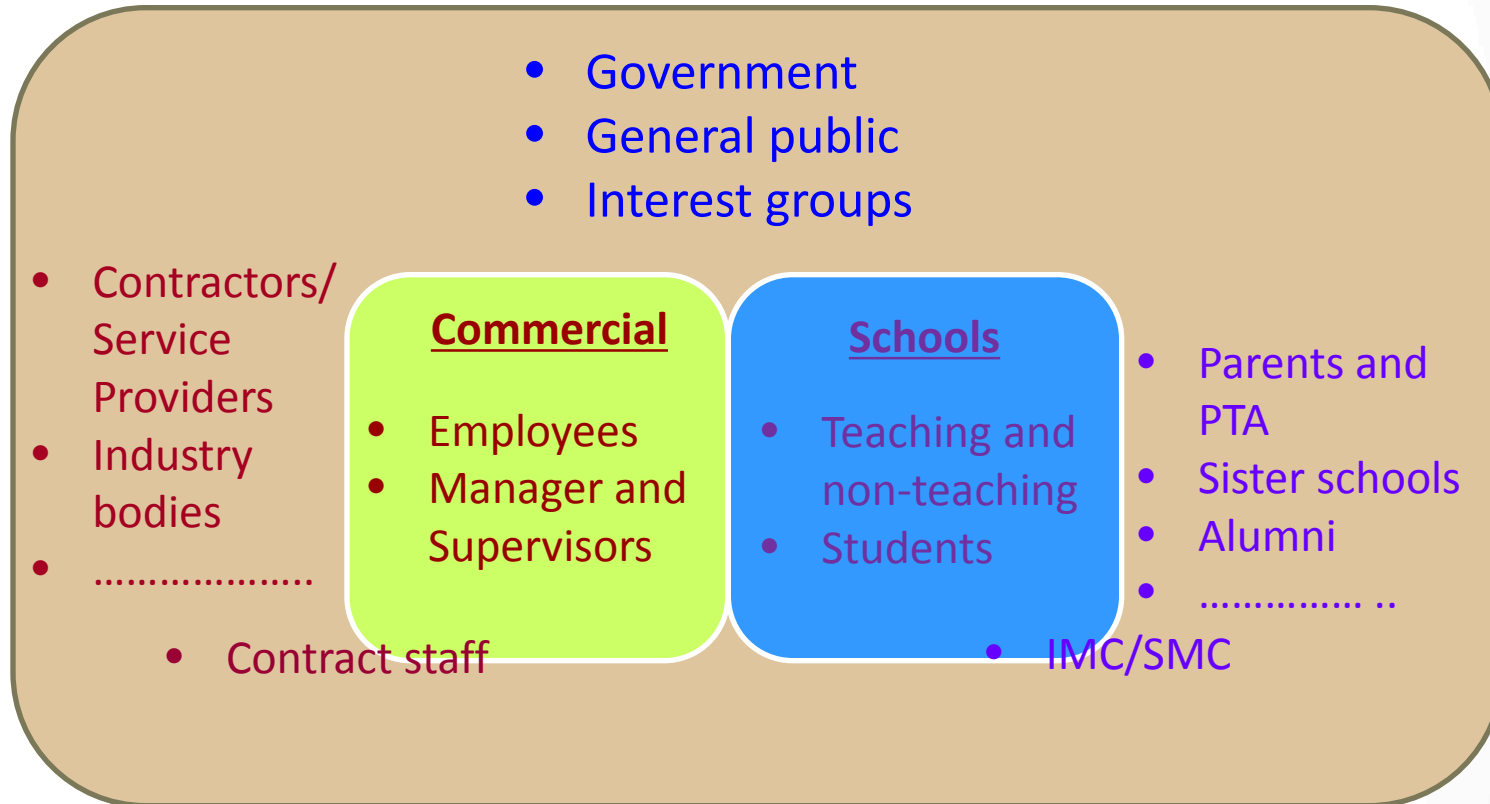 • Government
• General public
• Interest groups
• Contractors/
Service
Providers
• Industry
bodies
• ………………..
Commercial
• Employees
• Manager and
Supervisors
Schools
• Teaching and
non-teaching
• Students
• Parents and
PTA
• Sister schools
• Alumni
• …………… ..
• Contract staff
• IMC/SMC